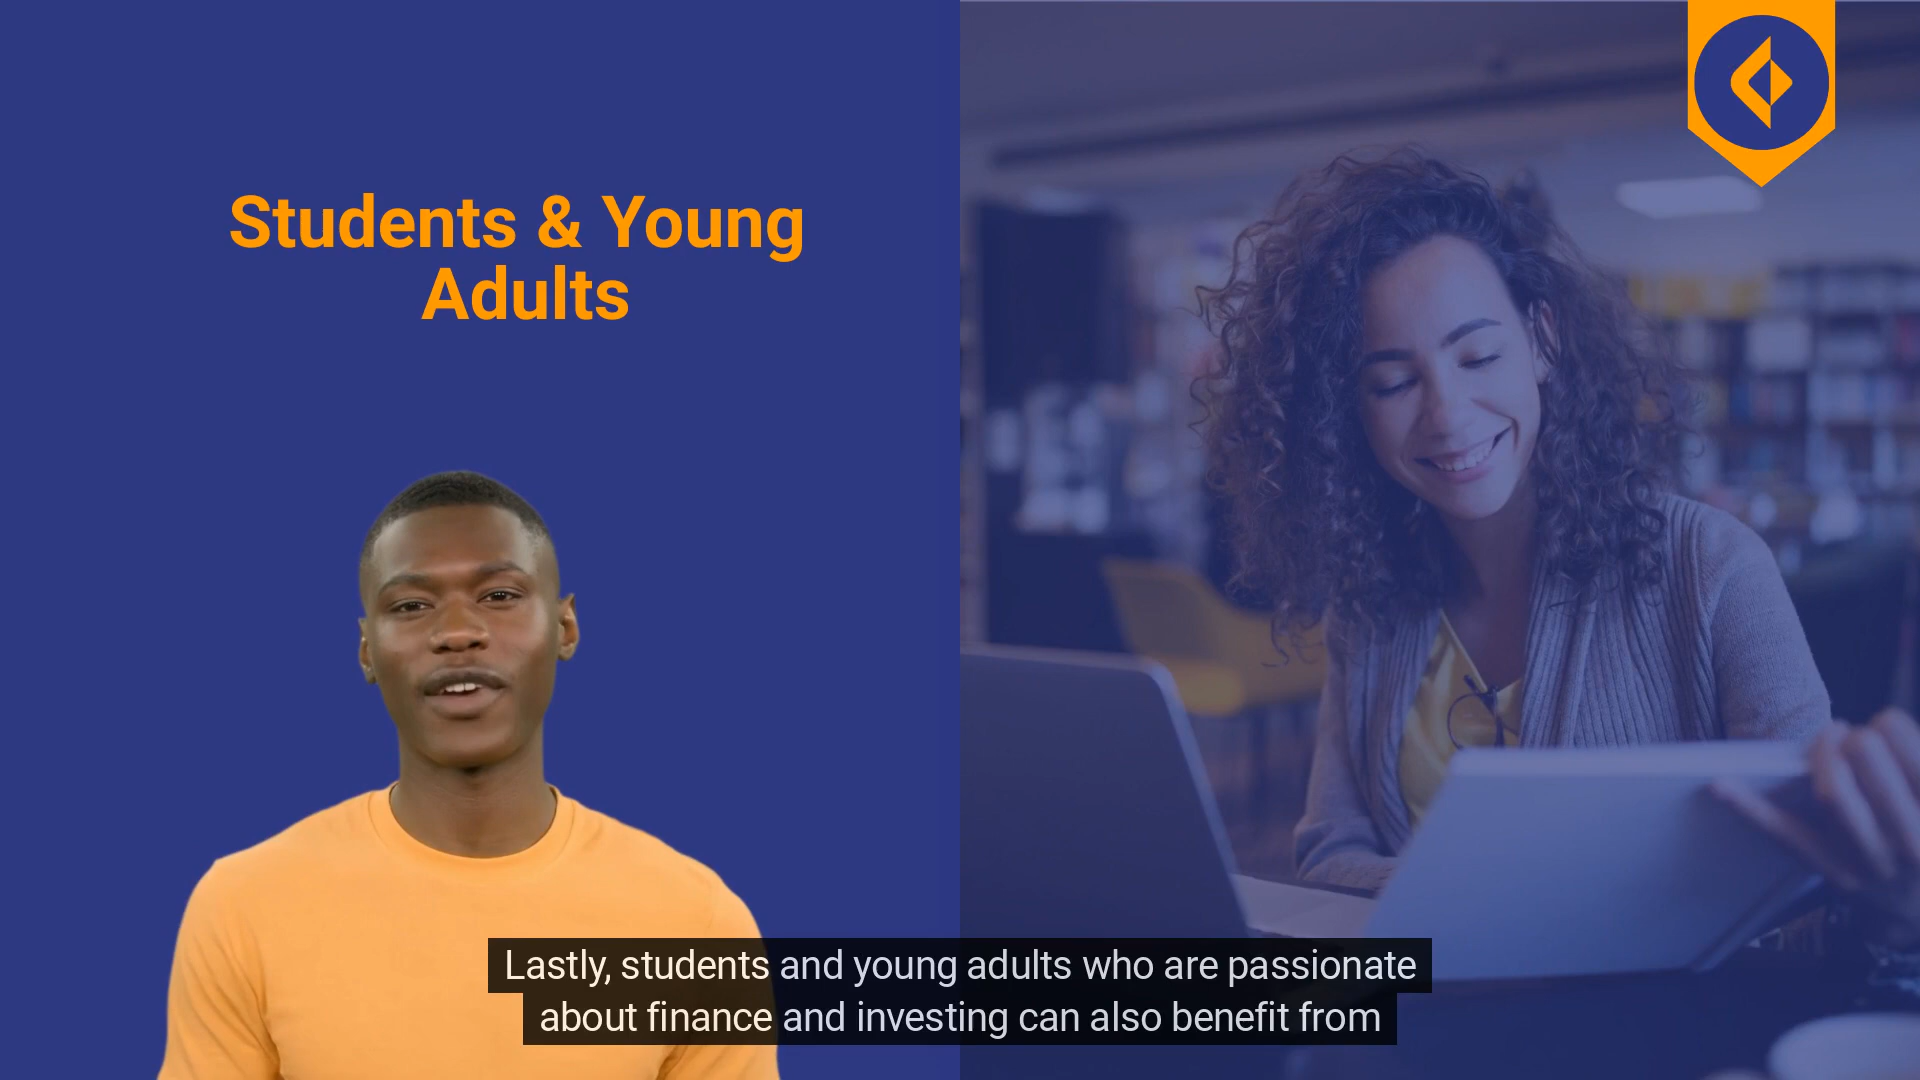 Students & Young
Adults
Lastly, students and young adults who are passionate
about finance and investing can also benefit from